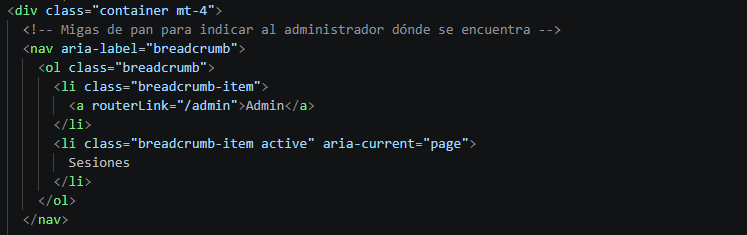 <div class="container mt-4">
  <!-- Migas de pan para indicar al administrador dónde se encuentra -->
  <nav aria-label="breadcrumb">
    <ol class="breadcrumb">
      <li class="breadcrumb-item">
        <a routerLink="/admin">Admin</a>
      </li>
      <li class="breadcrumb-item active" aria-current="page">
        Sesiones
      </li>
    </ol>
  </nav>